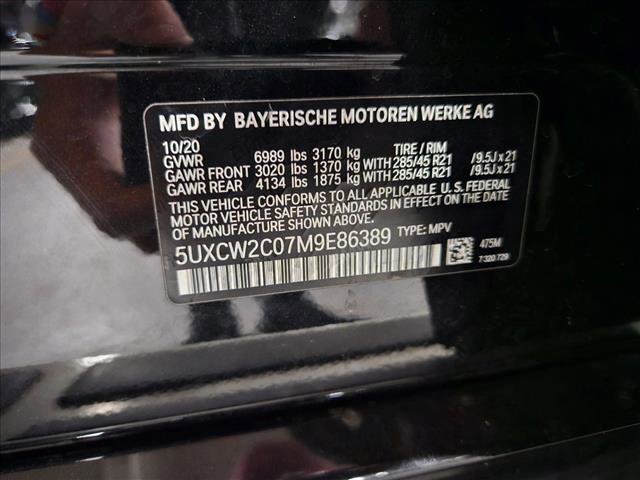 MFD BY BAYERISCHE MOTOREN WERKE AG
10/20 TIRE / RIM
GVWR 6989 lbs 3170 kg
GAWR FRONT 3020 lbs 1370 kg WITH 285/45 R21 /9.5J x 21
GAWR REAR 4134 lbs 1875 kg WITH 285/45 R21 /9.5J x 21
THIS VEHICLE CONFORMS TO ALL APPLICABLE U.S. FEDERAL
MOTOR VEHICLE SAFETY STANDARDS IN EFFECT ON THE DATE
OF MANUFACTURE SHOWN ABOVE.
5UXCW2C07M9E86389 TYPE: MPV
475M
7 320 729